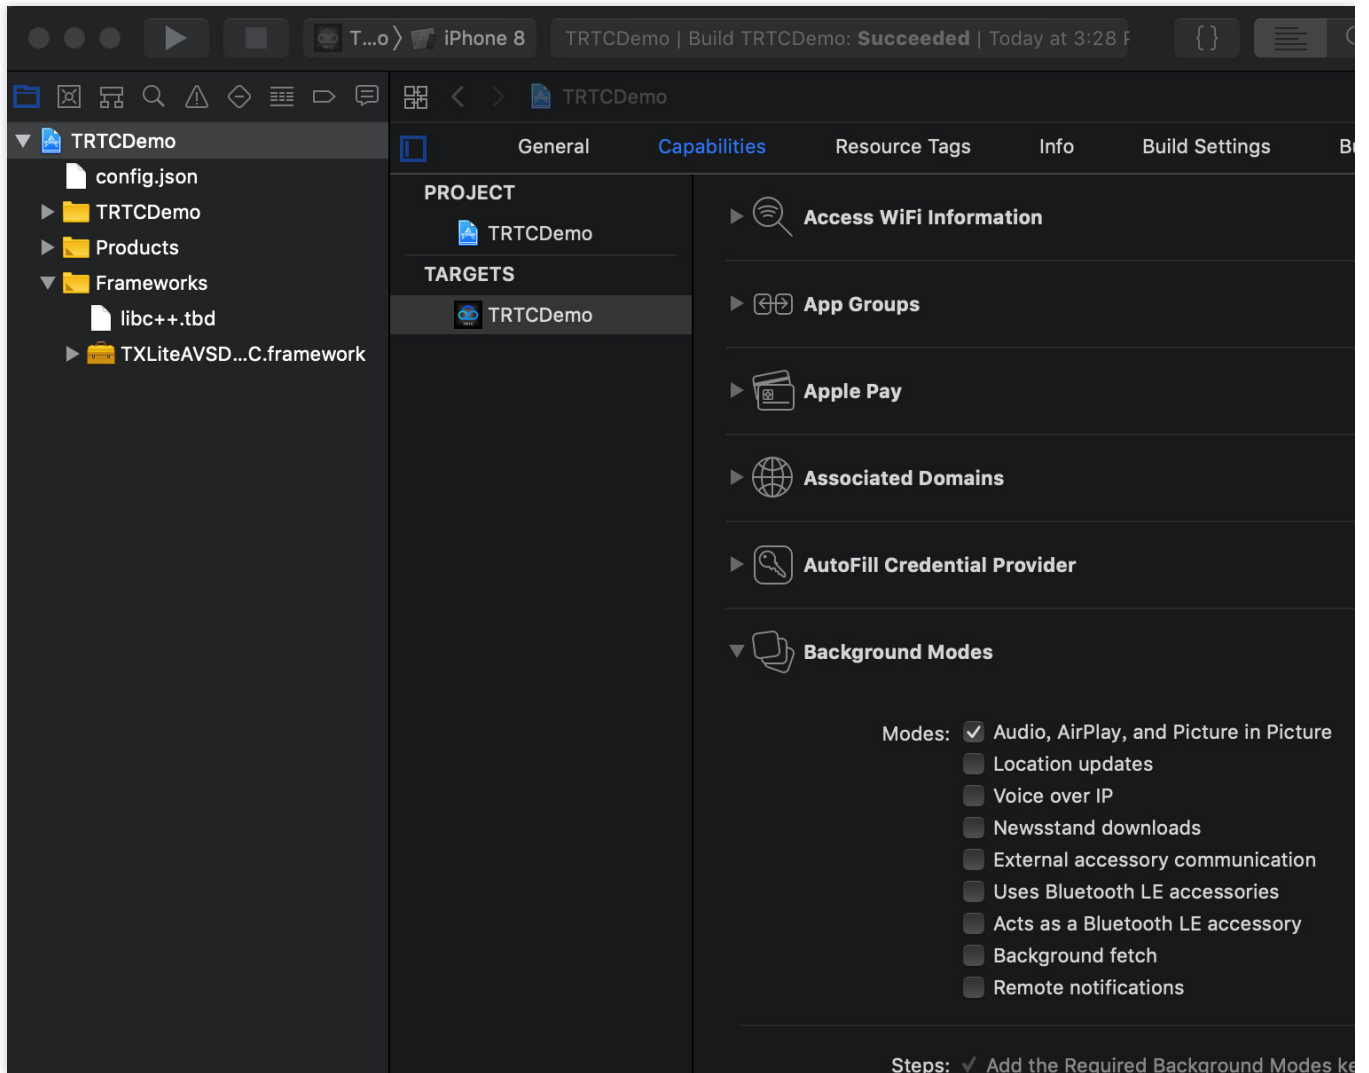 T...o 〉 iPhone 8 TRTCDemo | Build TRTCDemo: Succeeded | Today at 3:28 { }
TRTCDemo
TRTCDemo
General Capabilities Resource Tags Info Build Settings
config.json
TRTCDemo
Products
Frameworks
libc++.tbd
TXLiteAVSD...C.framework
PROJECT
TRTCDemo
TARGETS
TRTCDemo
Access WiFi Information
App Groups
Apple Pay
Associated Domains
AutoFill Credential Provider
Background Modes
Modes: Audio, AirPlay, and Picture in Picture
Location updates
Voice over IP
Newsstand downloads
External accessory communication
Uses Bluetooth LE accessories
Acts as a Bluetooth LE accessory
Background fetch
Remote notifications
Steps: ✓ Add the Required Background Modes